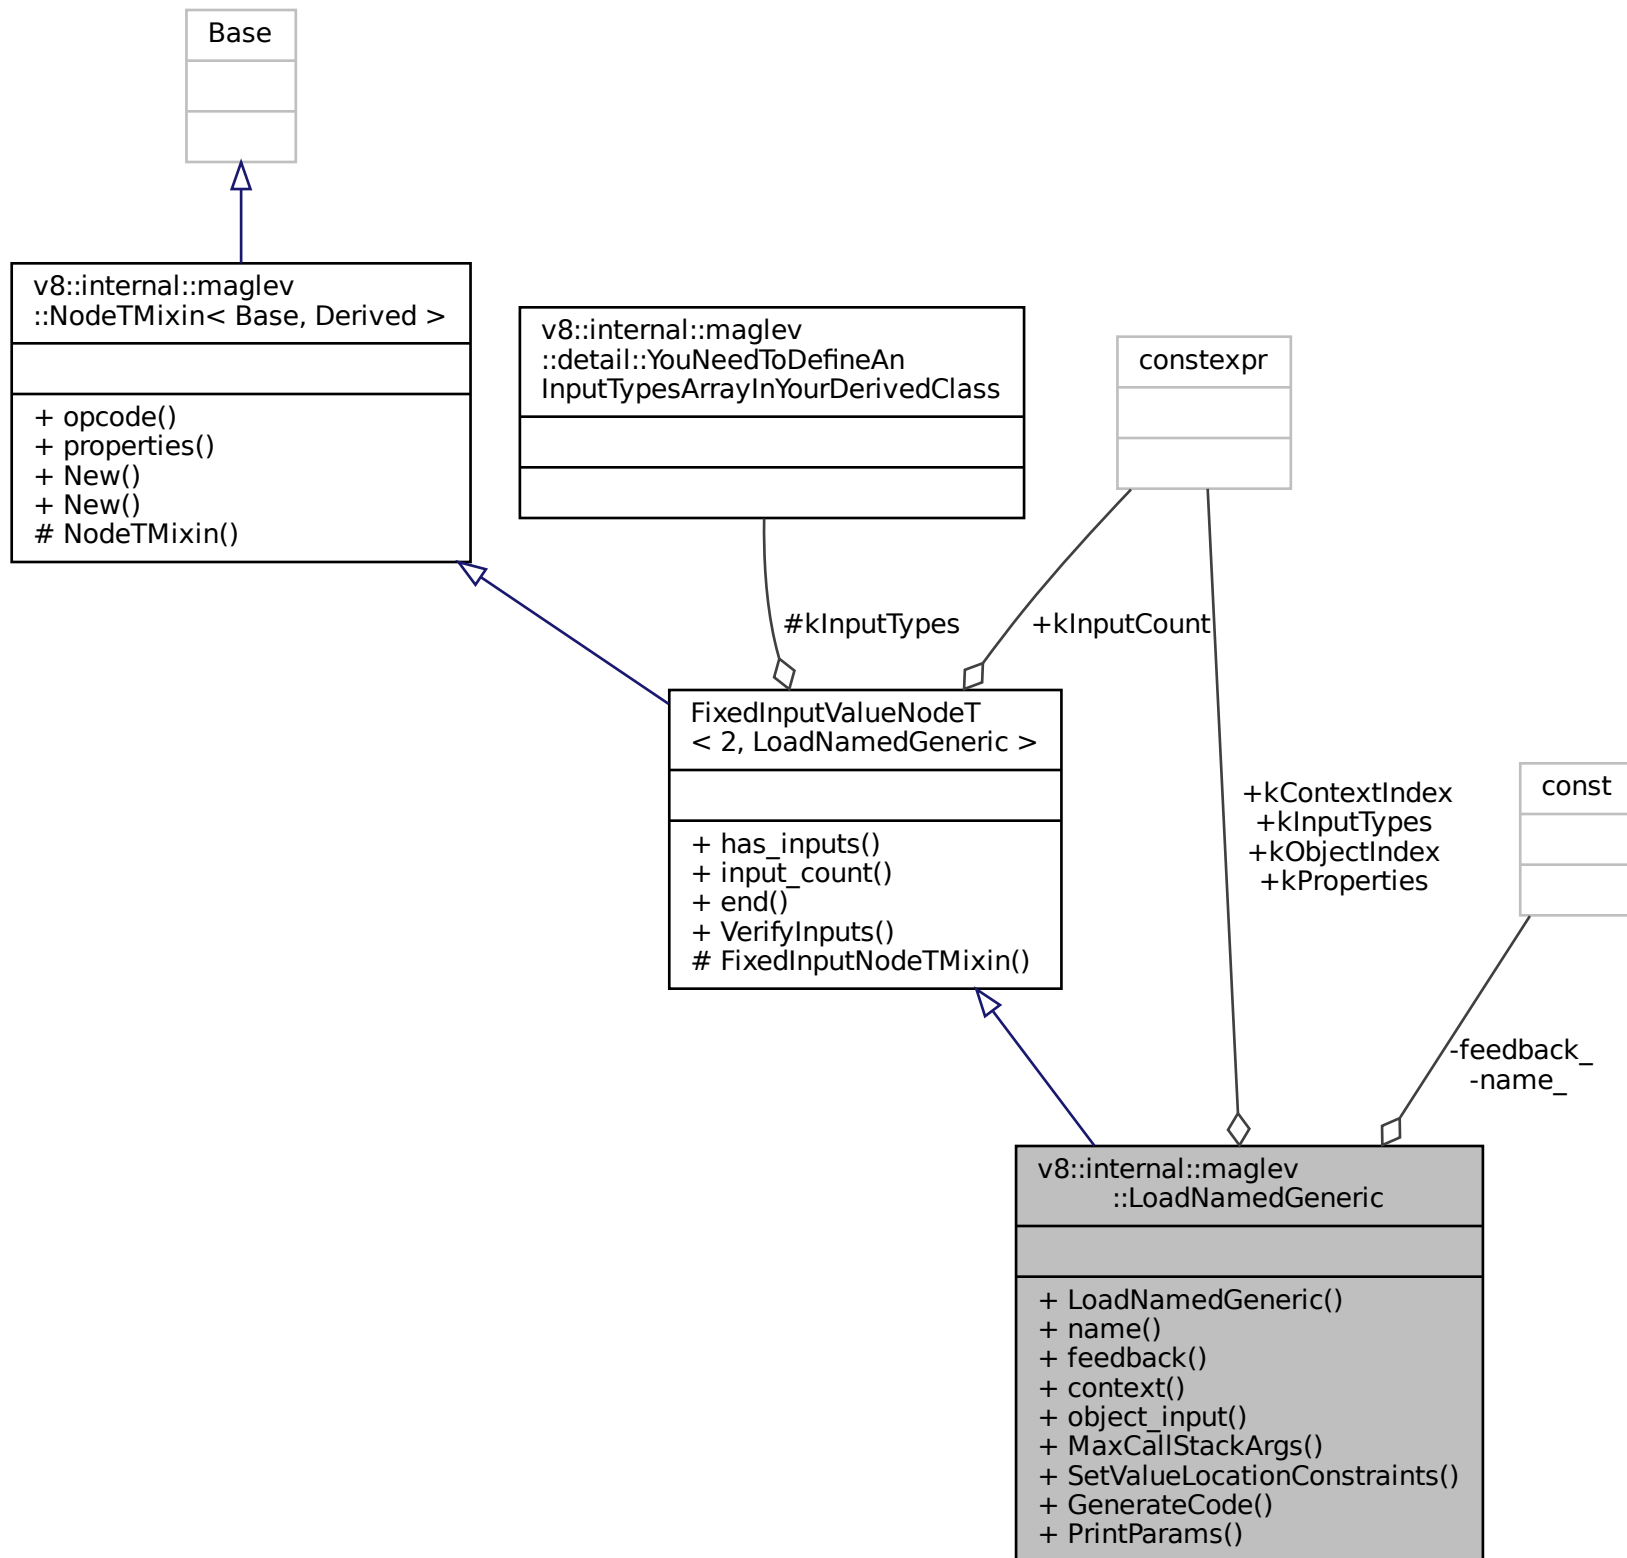 Base
v8::internal::maglev
::NodeTMixin< Base, Derived >
+ opcode()
+ properties()
+ New()
+ New()
# NodeTMixin()
v8::internal::maglev
::detail::YouNeedToDefineAn
InputTypesArrayInYourDerivedClass
constexpr
#kInputTypes
+kInputCount
FixedInputValueNodeT
< 2, LoadNamedGeneric >
+ has_inputs()
+ input_count()
+ end()
+ VerifyInputs()
# FixedInputNodeTMixin()
+kContextIndex
+kInputTypes
+kObjectIndex
+kProperties
const
-feedback_
-name_
v8::internal::maglev
::LoadNamedGeneric
+ LoadNamedGeneric()
+ name()
+ feedback()
+ context()
+ object_input()
+ MaxCallStackArgs()
+ SetValueLocationConstraints()
+ GenerateCode()
+ PrintParams()